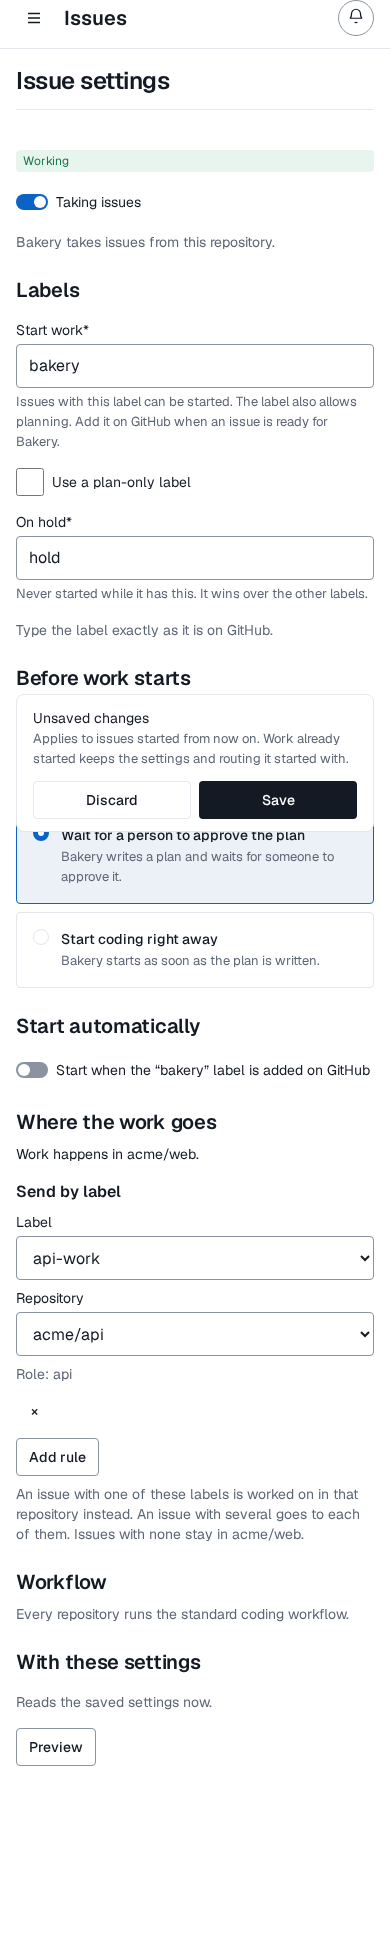 Issues
Issue settings
Working
Taking issues
Bakery takes issues from this repository.
Labels
Start work*
bakery
Issues with this label can be started. The label also allows
planning. Add it on GitHub when an issue is ready for
Bakery.
Use a plan-only label
On hold*
hold
Never started while it has this. It wins over the other labels.
Type the label exactly as it is on GitHub.
Before work starts
Unsaved changes
Applies to issues started from now on. Work already
started keeps the settings and routing it started with.
Discard
Save
Wait for a person to approve the plan
Bakery writes a plan and waits for someone to
approve it.
Start coding right away
Bakery starts as soon as the plan is written.
Start automatically
Start when the “bakery” label is added on GitHub
Where the work goes
Work happens in acme/web.
Send by label
Label
api-work
Repository
acme/api
Role: api
×
Add rule
An issue with one of these labels is worked on in that
repository instead. An issue with several goes to each
of them. Issues with none stay in acme/web.
Workflow
Every repository runs the standard coding workflow.
With these settings
Reads the saved settings now.
Preview